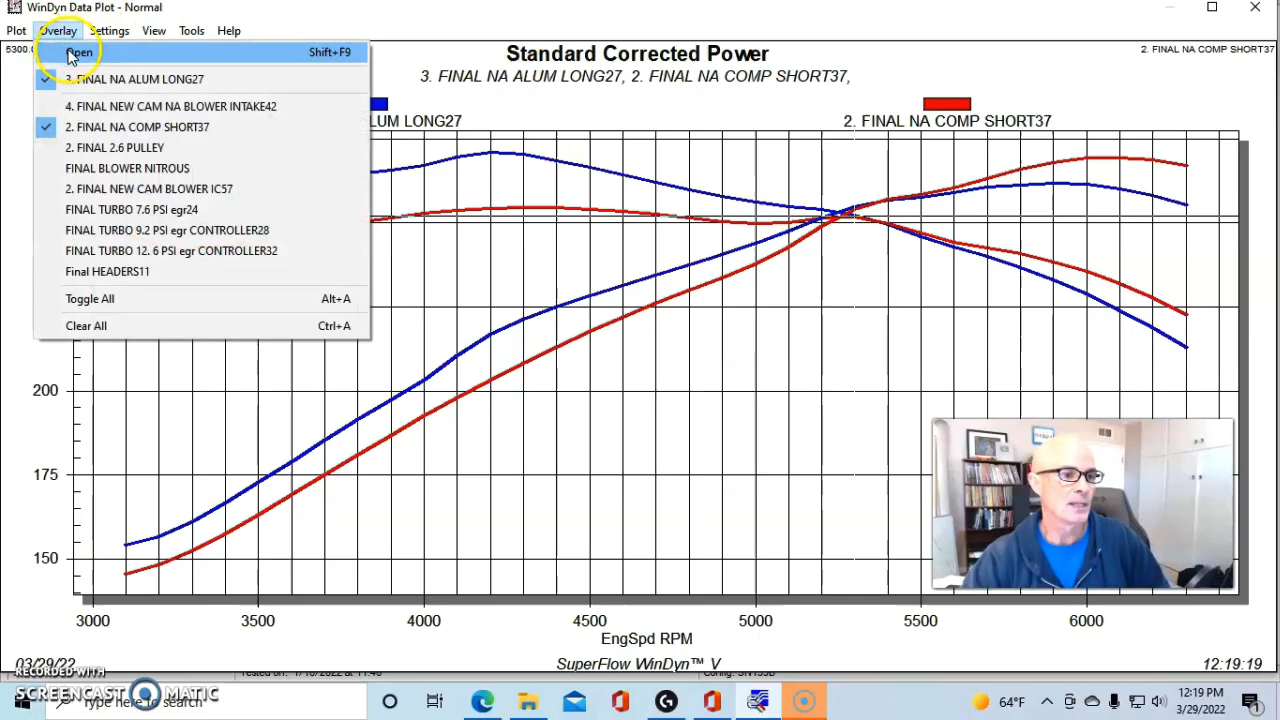 WinDyn Data Plot - Normal
Plot Overlay Settings View Tools Help
5300.
Open Shift+F9
3. FINAL NA ALUM LONG27
4. FINAL NEW CAM NA BLOWER INTAKE42
2. FINAL NA COMP SHORT37
2. FINAL 2.6 PULLEY
FINAL BLOWER NITROUS
2. FINAL NEW CAM BLOWER IC57
FINAL TURBO 7.6 PSI egr24
FINAL TURBO 9.2 PSI egr CONTROLLER28
FINAL TURBO 12. 6 PSI egr CONTROLLER32
Final HEADERS11
Toggle All Alt+A
Clear All Ctrl+A
Standard Corrected Power
3. FINAL NA ALUM LONG27, 2. FINAL NA COMP SHORT37,
2. FINAL NA COMP SHORT37
LUM LONG27
2. FINAL NA COMP SHORT37
200
175
150
3000 3500 4000 4500 5000 5500 6000
EngSpd RPM
03/29/22 SuperFlow WinDyn™ V 12:19:19
RECORDED WITH
SCREENCAST MATIC
Type here to search
64°F
12:19 PM
3/29/2022
1